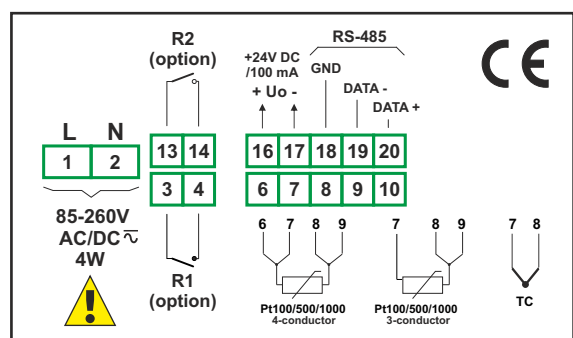 R2
(option)
RS-485
+24V DC
/100 mA
GND
+ Uo -
DATA -
DATA +
CE
L N
1 2
13 14
16 17 18 19 20
3 4
6 7 8 9 10
85-260V
AC/DC
4W
R1
(option)
6 7 8 9
Pt100/500/1000
4-conductor
7 8 9
Pt100/500/1000
3-conductor
7 8
TC